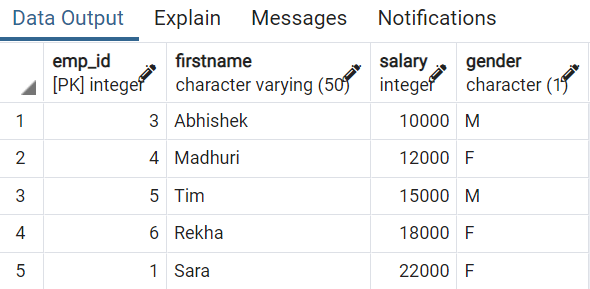 Data Output Explain Messages Notifications
emp_id firstname salary gender
[PK] integer character varying (50) integer character (1)
1 3 Abhishek 10000 M
2 4 Madhuri 12000 F
3 5 Tim 15000 M
4 6 Rekha 18000 F
5 1 Sara 22000 F